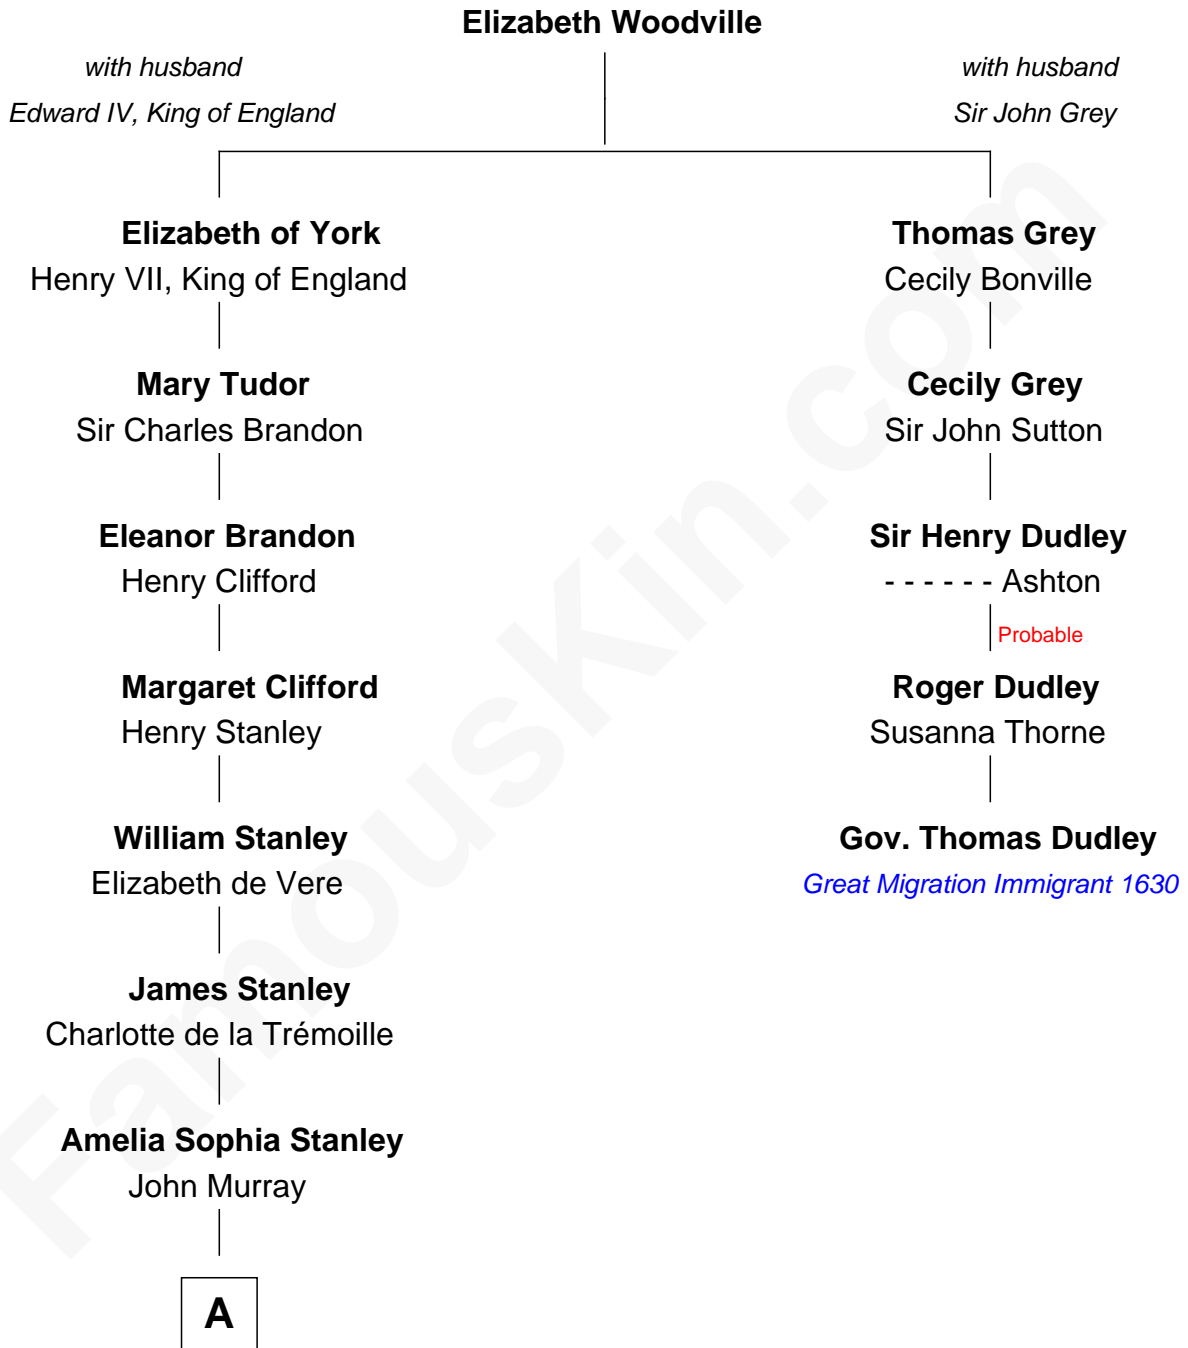 Elizabeth Woodville
with husband
Edward IV, King of England
with husband
Sir John Grey
Elizabeth of York
Henry VII, King of England
Thomas Grey
Cecily Bonville
Mary Tudor
Sir Charles Brandon
Cecily Grey
Sir John Sutton
Eleanor Brandon
Henry Clifford
Sir Henry Dudley
- - - - - - Ashton
Probable
Margaret Clifford
Henry Stanley
Roger Dudley
Susanna Thorne
William Stanley
Elizabeth de Vere
Gov. Thomas Dudley
Great Migration Immigrant 1630
James Stanley
Charlotte de la Trémoille
Amelia Sophia Stanley
John Murray
A
FamousKin.com